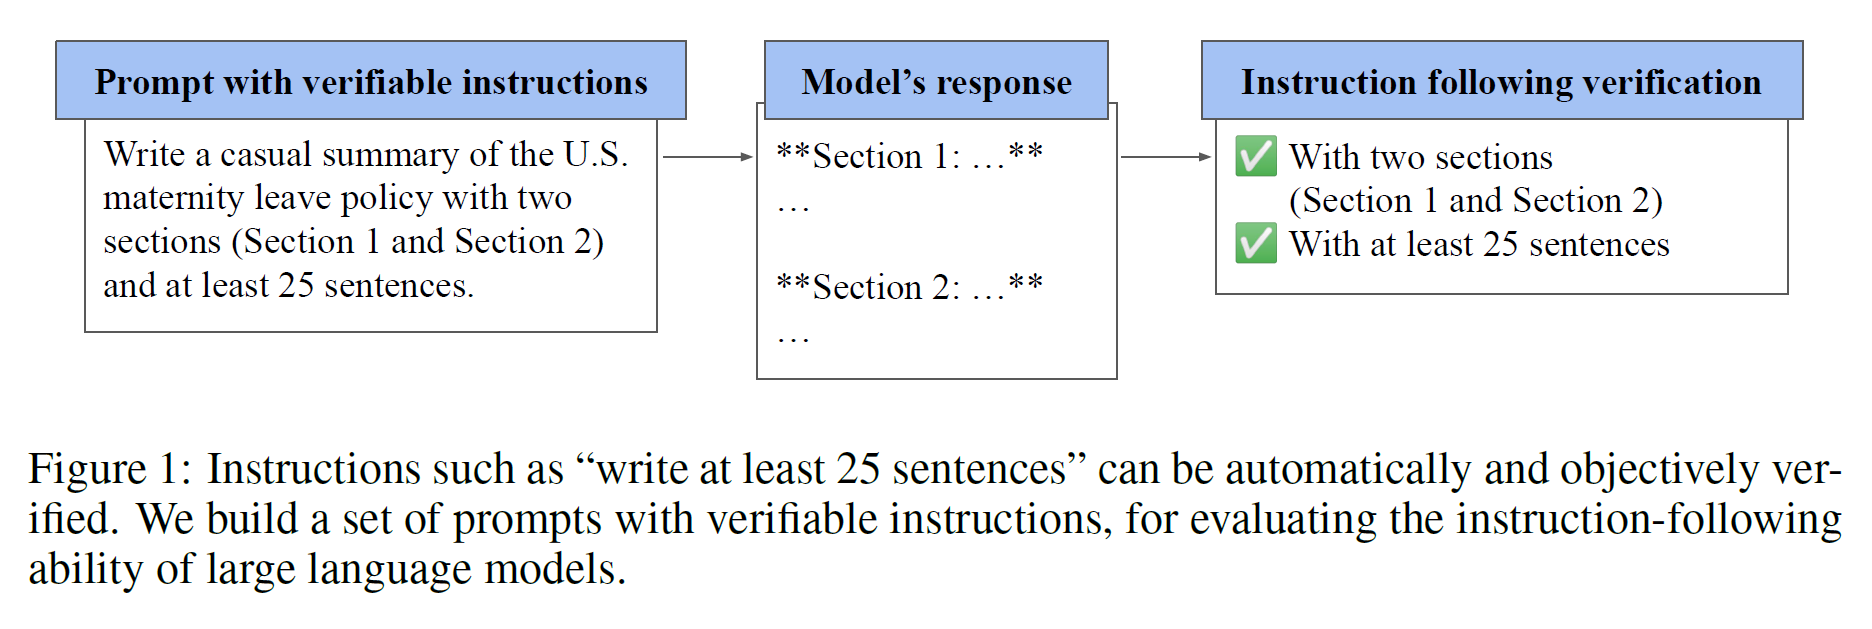 Prompt with verifiable instructions
Write a casual summary of the U.S.
maternity leave policy with two
sections (Section 1 and Section 2)
and at least 25 sentences.
Model’s response
**Section 1: …**
…
**Section 2: …**
…
Instruction following verification
✅ With two sections
(Section 1 and Section 2)
✅ With at least 25 sentences
Figure 1: Instructions such as “write at least 25 sentences” can be automatically and objectively ver-
ified. We build a set of prompts with verifiable instructions, for evaluating the instruction-following
ability of large language models.